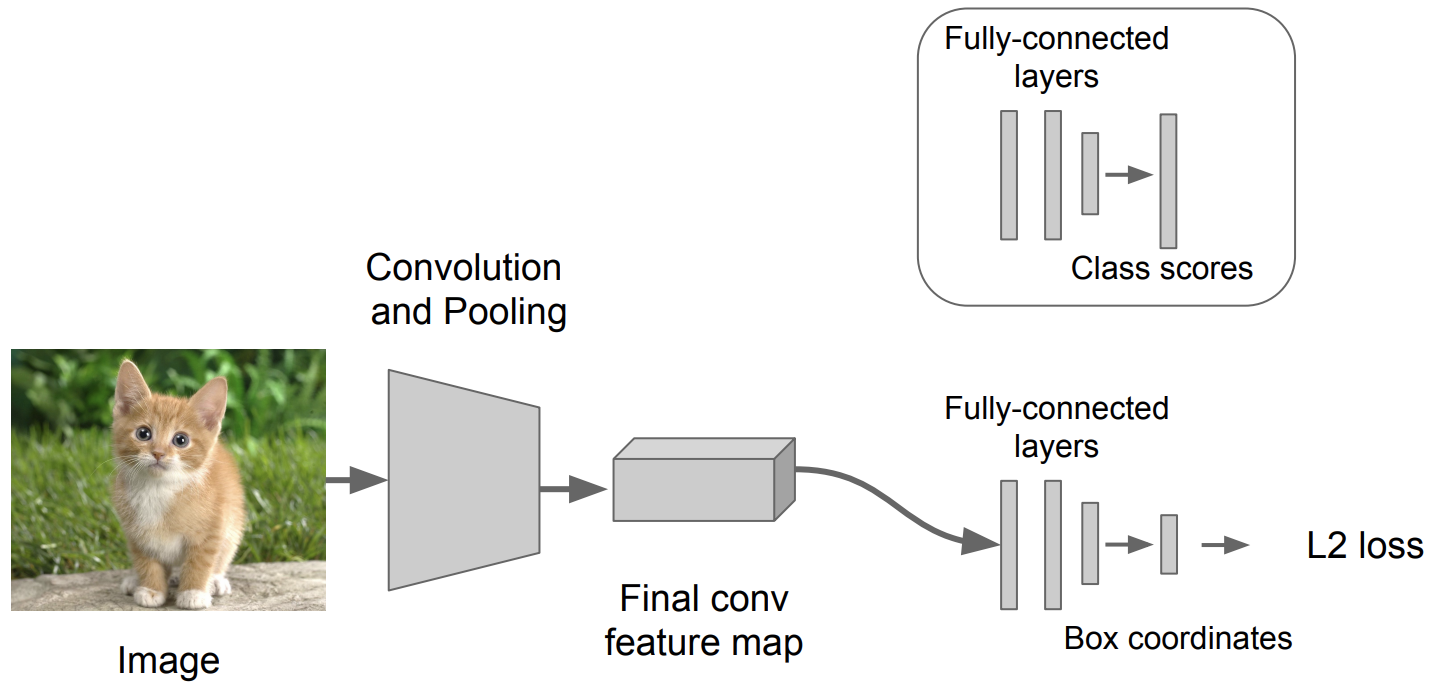 Fully-connected
layers
Class scores
Convolution
and Pooling
Fully-connected
layers
L2 loss
Final conv
feature map
Box coordinates
Image